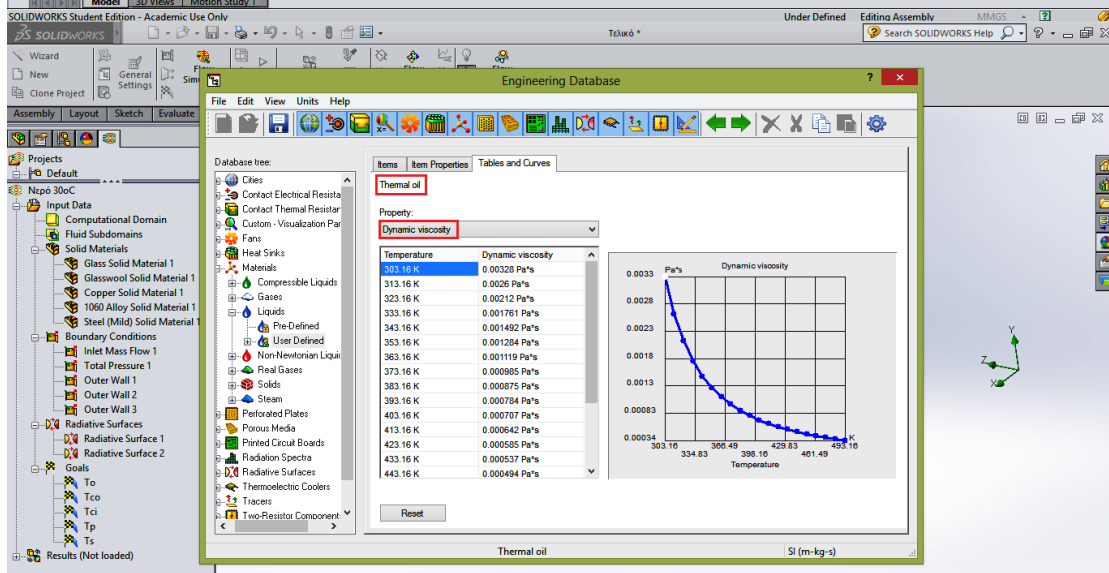 Model 3D Views Motion Study 1
SOLIDWORKS Student Edition - Academic Use Only Under Defined Editing Assembly MMGS
SOLIDWORKS Τελικό * Search SOLIDWORKS Help
Wizard
New
Clone Project
General Settings
Assembly Layout Sketch Evaluate
Projects
Default
Νερό 30οC
Input Data
Computational Domain
Fluid Subdomains
Solid Materials
Glass Solid Material 1
Glasswool Solid Material 1
Copper Solid Material 1
1060 Alloy Solid Material 1
Steel (Mild) Solid Material 1
Boundary Conditions
Inlet Mass Flow 1
Total Pressure 1
Outer Wall 1
Outer Wall 2
Outer Wall 3
Radiative Surfaces
Radiative Surface 1
Radiative Surface 2
Goals
To
Tco
Tci
Tp
Ts
Results (Not loaded)
Engineering Database
File Edit View Units Help
Database tree:
Cities
Contact Electrical Resista
Contact Thermal Resistar
Custom - Visualization Par
Fans
Heat Sinks
Materials
Compressible Liquids
Gases
Liquids
Pre-Defined
User Defined
Non-Newtonian Liquic
Real Gases
Solids
Steam
Perforated Plates
Porous Media
Printed Circuit Boards
Radiation Spectra
Radiative Surfaces
Thermoelectric Coolers
Tracers
Two-Resistor Component
Items Item Properties Tables and Curves
Thermal oil
Property:
Dynamic viscosity
Temperature Dynamic viscosity
303.16 K 0.00328 Pa*s
313.16 K 0.0026 Pa*s
323.16 K 0.00212 Pa*s
333.16 K 0.001761 Pa*s
343.16 K 0.001492 Pa*s
353.16 K 0.001284 Pa*s
363.16 K 0.001119 Pa*s
373.16 K 0.000985 Pa*s
383.16 K 0.000875 Pa*s
393.16 K 0.000784 Pa*s
403.16 K 0.000707 Pa*s
413.16 K 0.000642 Pa*s
423.16 K 0.000585 Pa*s
433.16 K 0.000537 Pa*s
443.16 K 0.000494 Pa*s
Reset
Pa*s Dynamic viscosity
0.0033
0.0028
0.0023
0.0018
0.0013
0.00083
0.00034
K
303.16 366.49 429.83 493.16
334.83 398.16 461.49
Temperature
Thermal oil SI (m-kg-s)
Y
Z
X